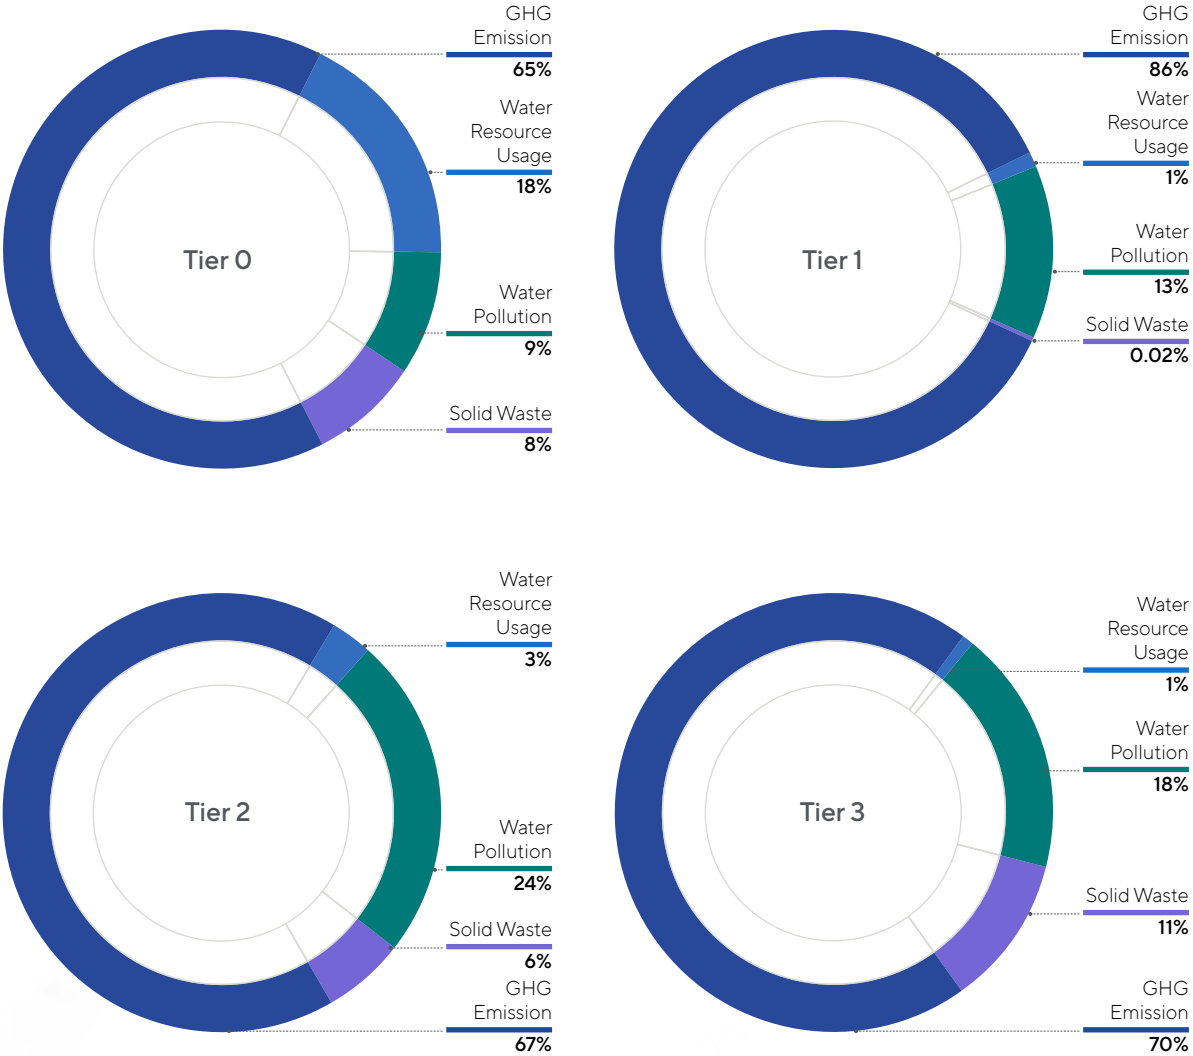 GHG
Emission
65%
Water
Resource
Usage
18%
Tier 0
Water
Pollution
9%
Solid Waste
8%
GHG
Emission
86%
Water
Resource
Usage
1%
Tier 1
Water
Pollution
13%
Solid Waste
0.02%
Water
Resource
Usage
3%
Tier 2
Water
Pollution
24%
Solid Waste
6%
GHG
Emission
67%
Water
Resource
Usage
1%
Water
Pollution
18%
Tier 3
Solid Waste
11%
GHG
Emission
70%